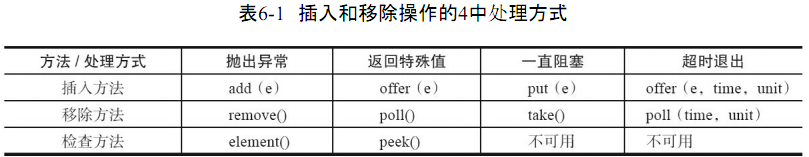 表6-1 插入和移除操作的4中处理方式
方法 / 处理方式 抛出异常 返回特殊值 一直阻塞 超时退出
插入方法 add（e） offer（e） put（e） offer（e，time，unit）
移除方法 remove() poll() take() poll（time，unit）
检查方法 element() peek() 不可用 不可用